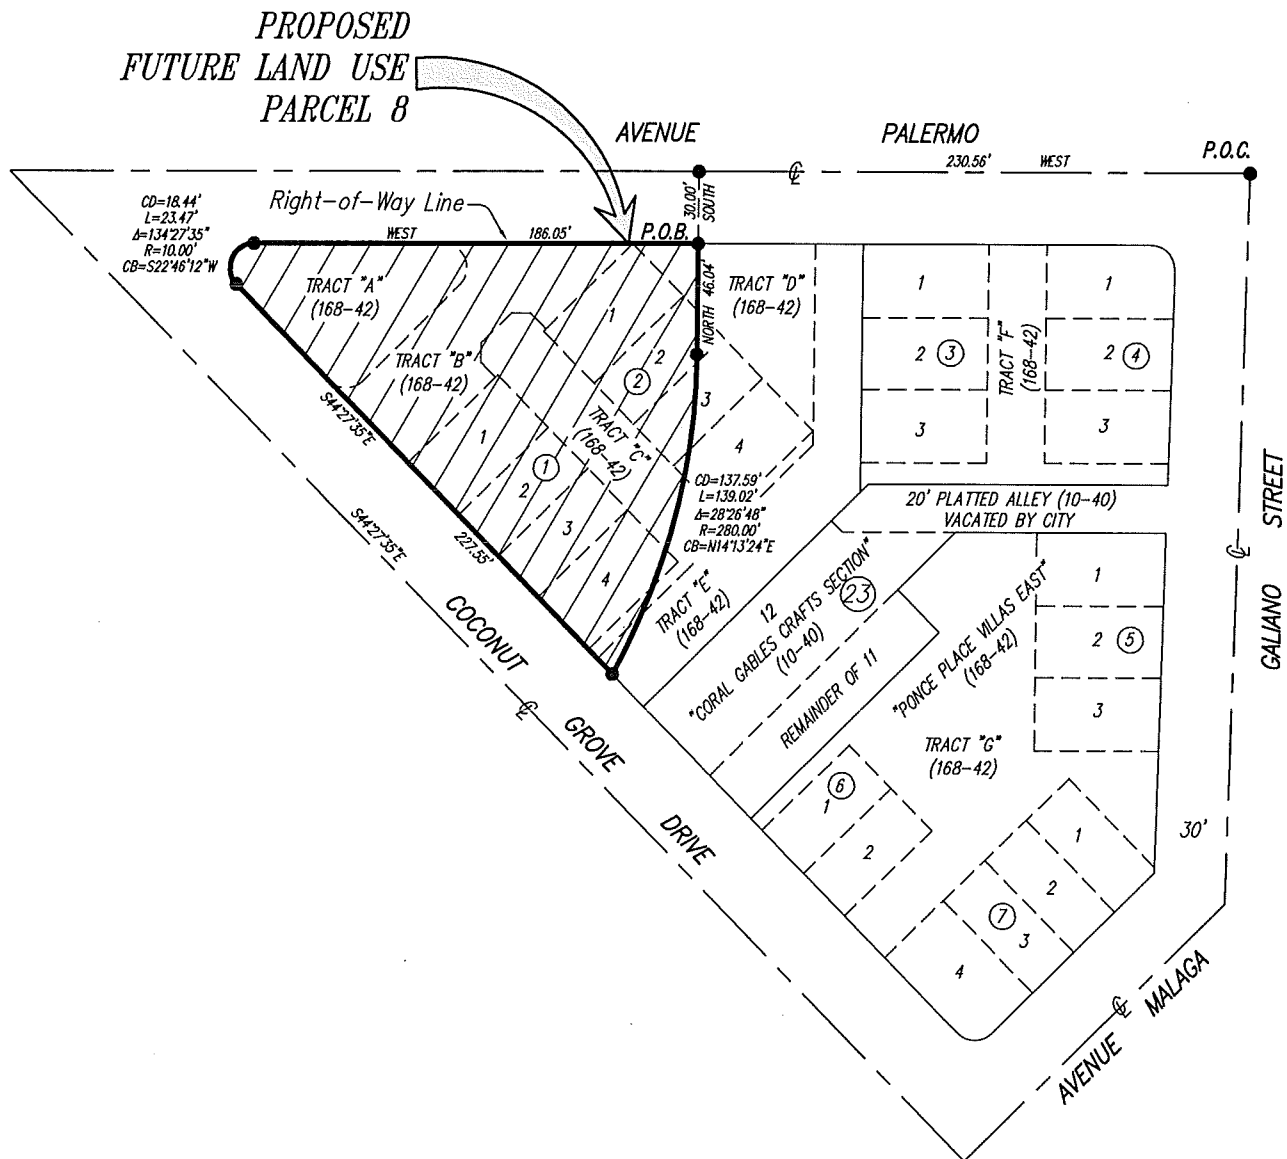 PROPOSED
FUTURE LAND USE
PARCEL 8
AVENUE PALERMO
230.56' WEST
P.O.C.
℄
30.00'
SOUTH
CD=18.44'
L=23.47'
Δ=134°27'35"
R=10.00'
CB=S22°46'12"W
Right-of-Way Line
WEST 186.05'
P.O.B.
NORTH 46.04'
TRACT "A"
(168-42)
TRACT "B"
(168-42)
TRACT "C"
(168-42)
TRACT "D"
(168-42)
1
2
2
3
4
1
1
2
3
4
CD=137.59'
L=139.02'
Δ=28°26'48"
R=280.00'
CB=N14°13'24"E
TRACT "E"
(168-42)
1
2 3
3
TRACT "F"
(168-42)
1
2 4
3
20' PLATTED ALLEY (10-40)
VACATED BY CITY
S44°27'35"E
227.55'
S44°27'35"E
COCONUT ℄ GROVE DRIVE
12
"CORAL GABLES CRAFTS SECTION"
(10-40)
23
REMAINDER OF 11
"PONCE PLACE VILLAS EAST"
(168-42)
TRACT "G"
(168-42)
1
2 5
3
6
1
2
7
1
2
3
4
30'
℄
GALIANO STREET
AVENUE ℄ MALAGA